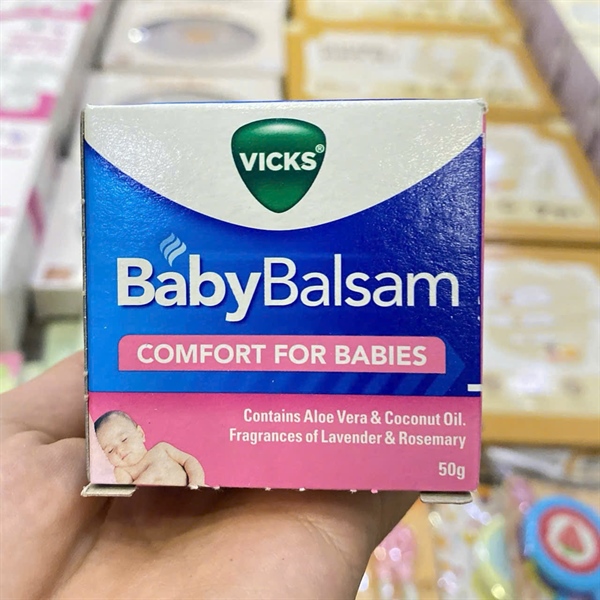 VICKS®
BabyBalsam
COMFORT FOR BABIES
Contains Aloe Vera & Coconut Oil.
Fragrances of Lavender & Rosemary
50g